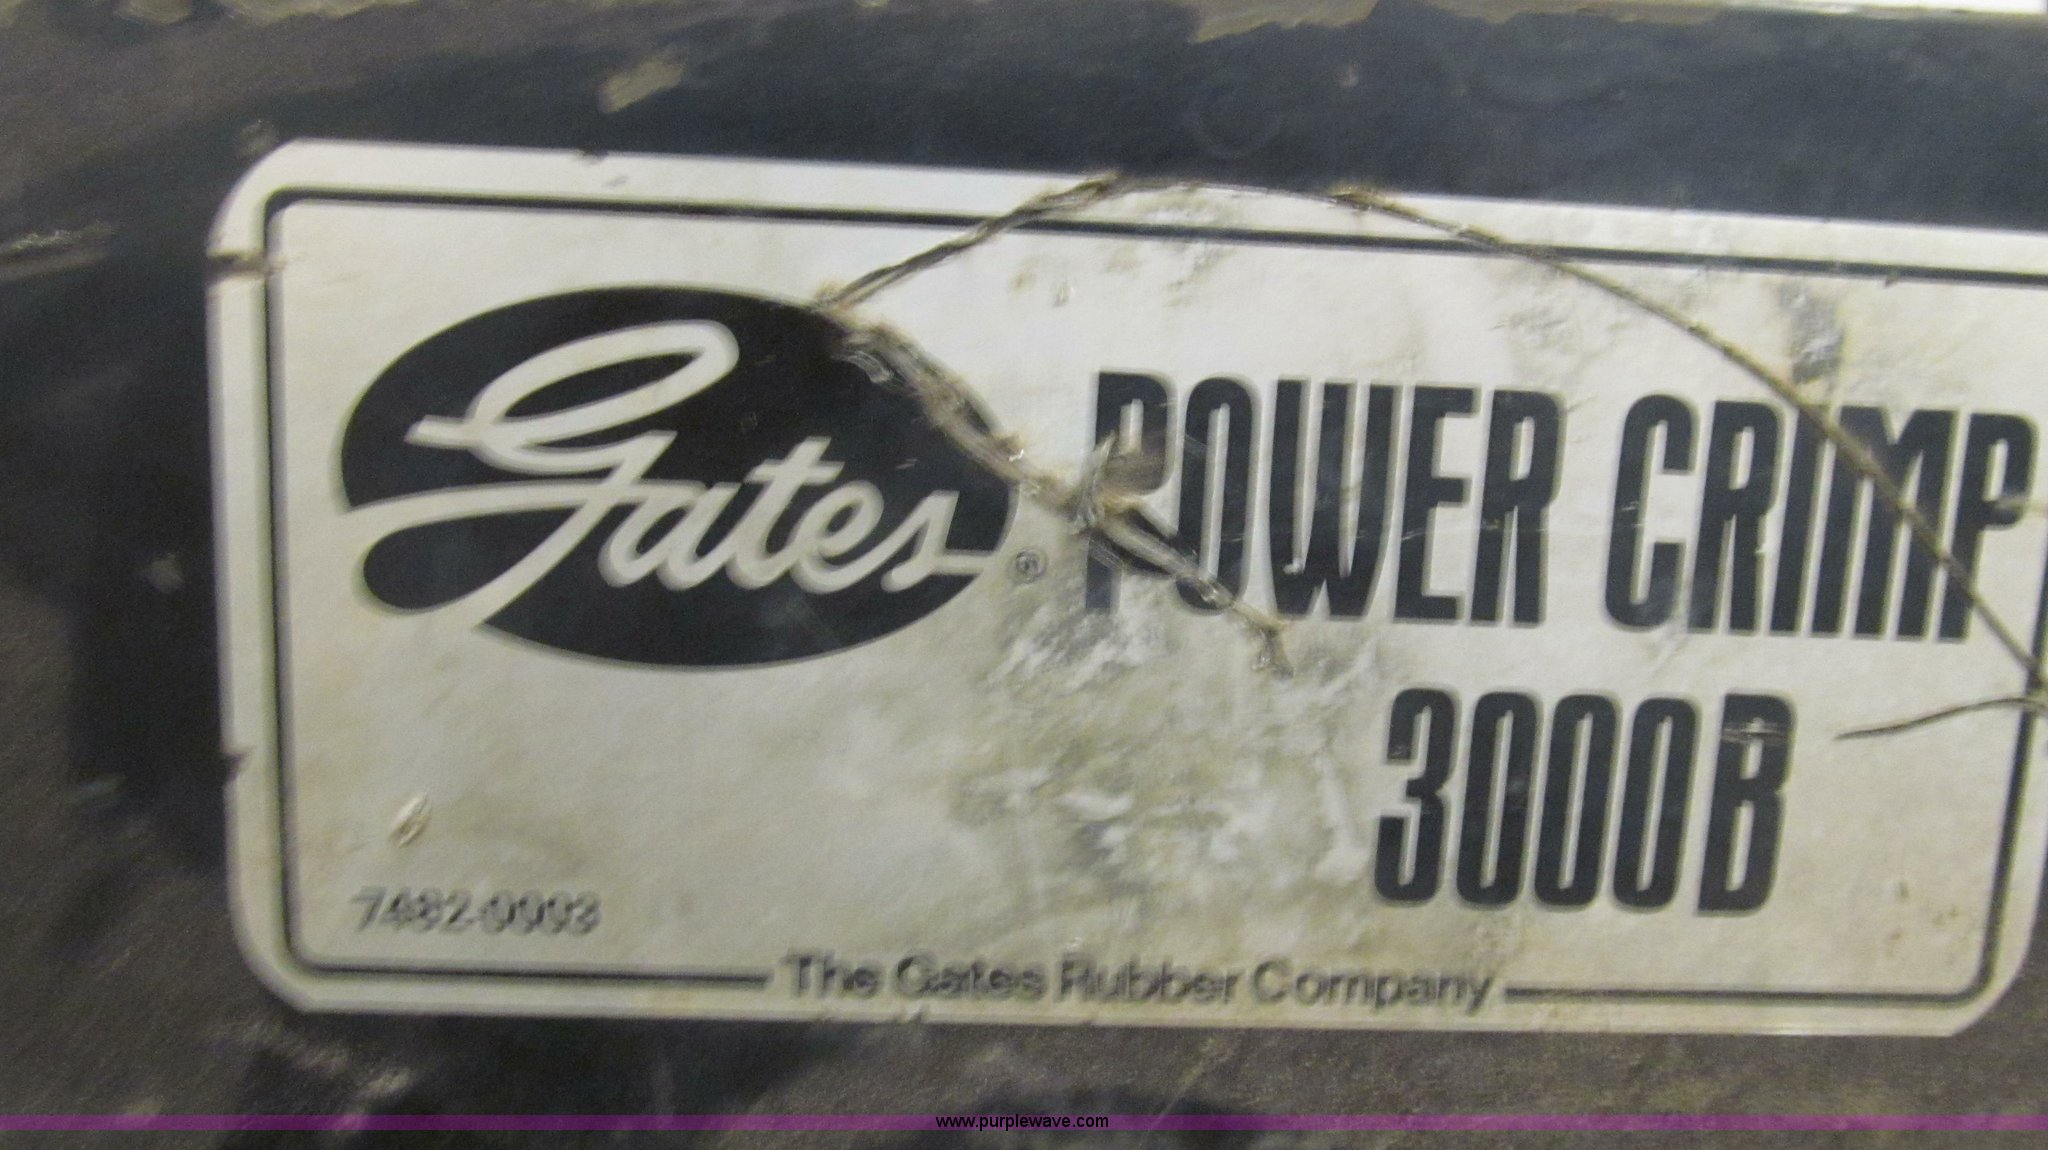 Gates®
POWER CRIMP
3000B
7482-0003
The Gates Rubber Company
www.purplewave.com